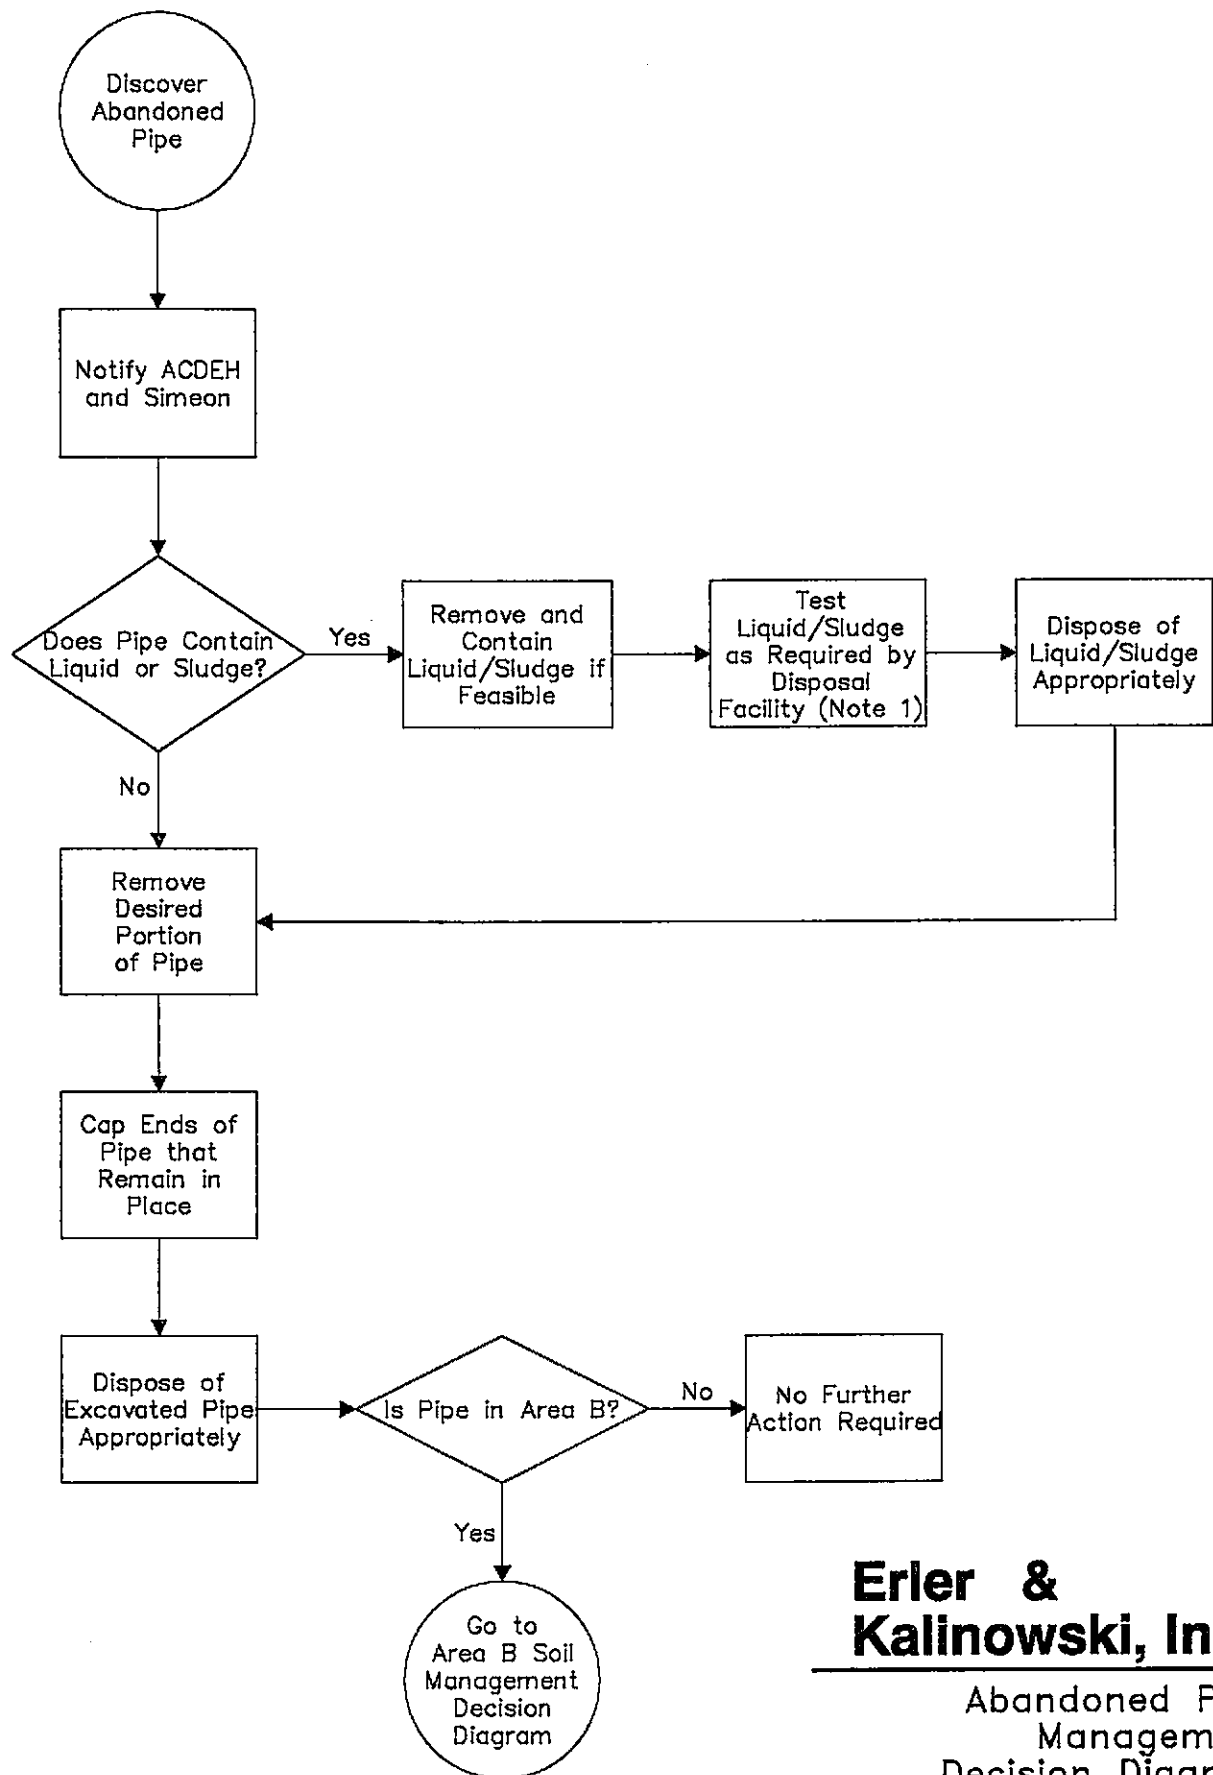 Discover
Abandoned
Pipe
Notify ACDEH
and Simeon
Does Pipe Contain
Liquid or Sludge?
Yes
Remove and
Contain
Liquid/Sludge if
Feasible
Test
Liquid/Sludge
as Required by
Disposal
Facility (Note 1)
Dispose of
Liquid/Sludge
Appropriately
No
Remove
Desired
Portion
of Pipe
Cap Ends of
Pipe that
Remain in
Place
Dispose of
Excavated Pipe
Appropriately
Is Pipe in Area B?
No
No Further
Action Required
Yes
Go to
Area B Soil
Management
Decision
Diagram
Erler &
Kalinowski,
Abandoned
Decision